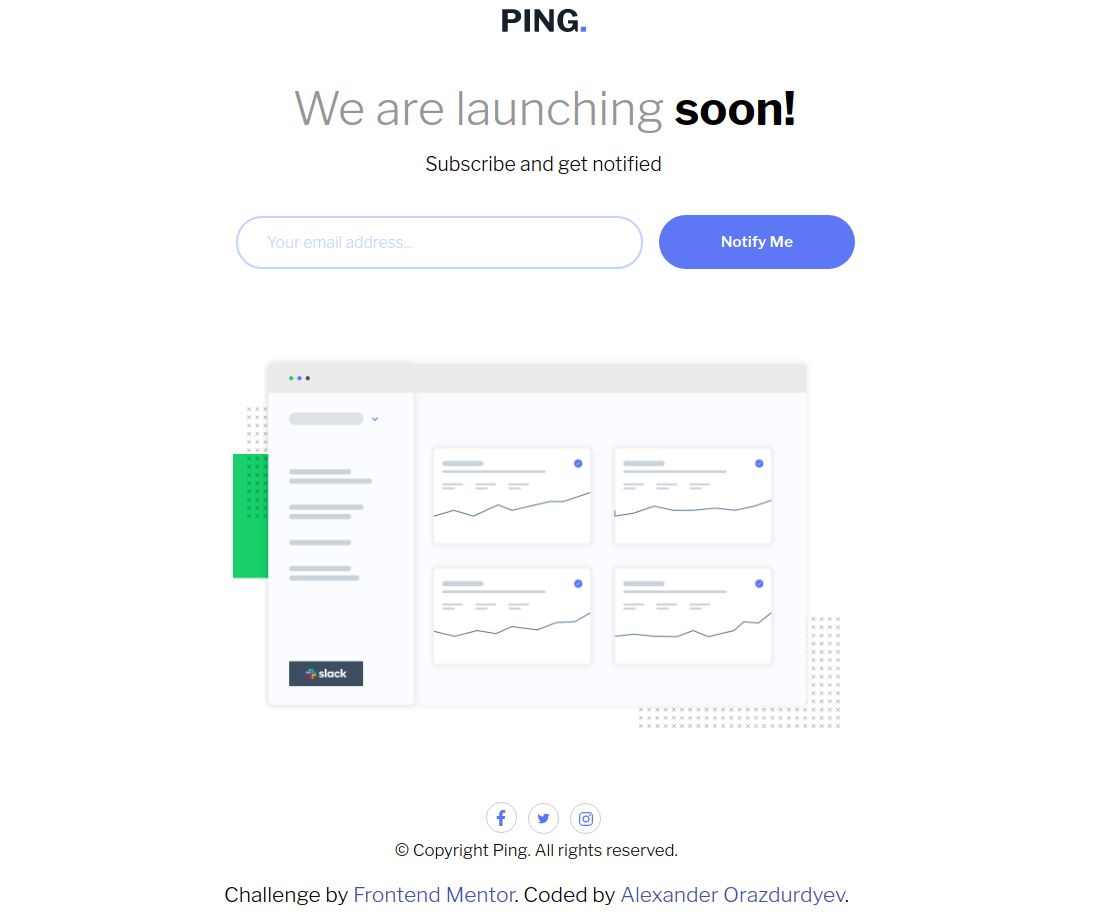 PING.
We are launching soon!
Subscribe and get notified
Your email address...
Notify Me
slack
© Copyright Ping. All rights reserved.
Challenge by Frontend Mentor. Coded by Alexander Orazdurdyev.